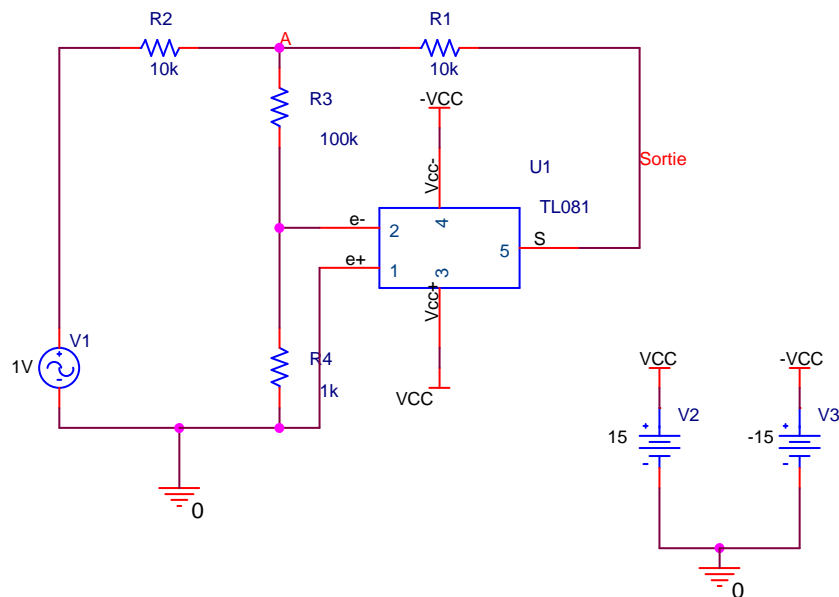 R2
A
R1
10k
10k
R3
100k
-VCC
Vcc-
Sortie
U1
TL081
e-
2
4
5
S
e+
1
3
Vcc+
V1
1V
R4
1k
VCC
0
VCC
-VCC
V2
V3
15
-15
0